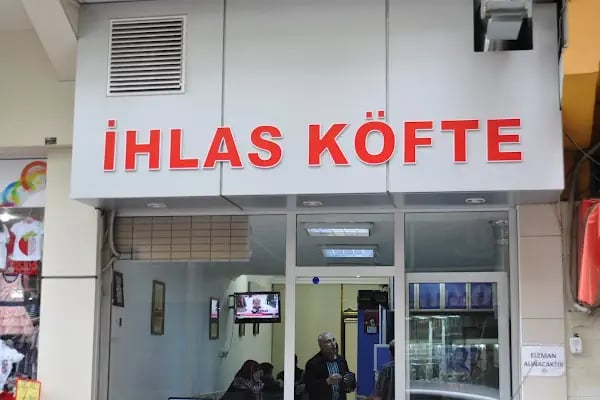 İHLAS KÖFTE
ELEMAN
ALINACAKTIR